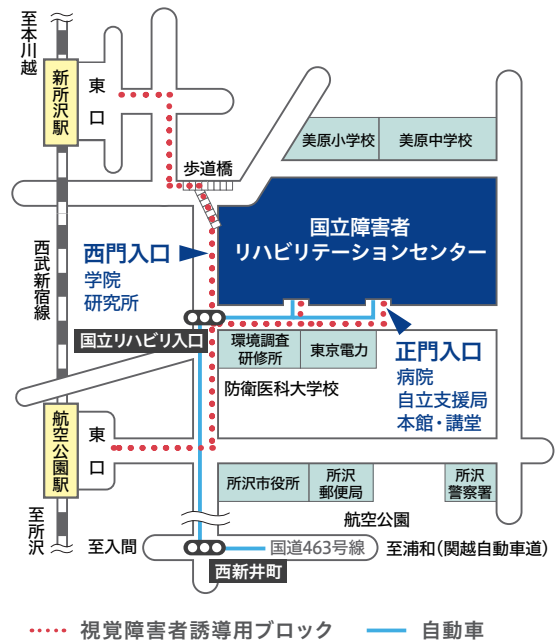 至本川越
新所沢駅
東口
歩道橋
美原小学校
美原中学校
国立障害者
リハビリテーションセンター
西門入口
学院
研究所
西武新宿線
国立リハビリ入口
環境調査
研修所
東京電力
正門入口
病院
自立支援局
本館・講堂
防衛医科大学校
航空公園駅
東口
所沢市役所
所沢
郵便局
所沢
警察署
航空公園
至所沢
至入間
国道463号線
至浦和(関越自動車道)
西新井町
視覚障害者誘導用ブロック
自動車